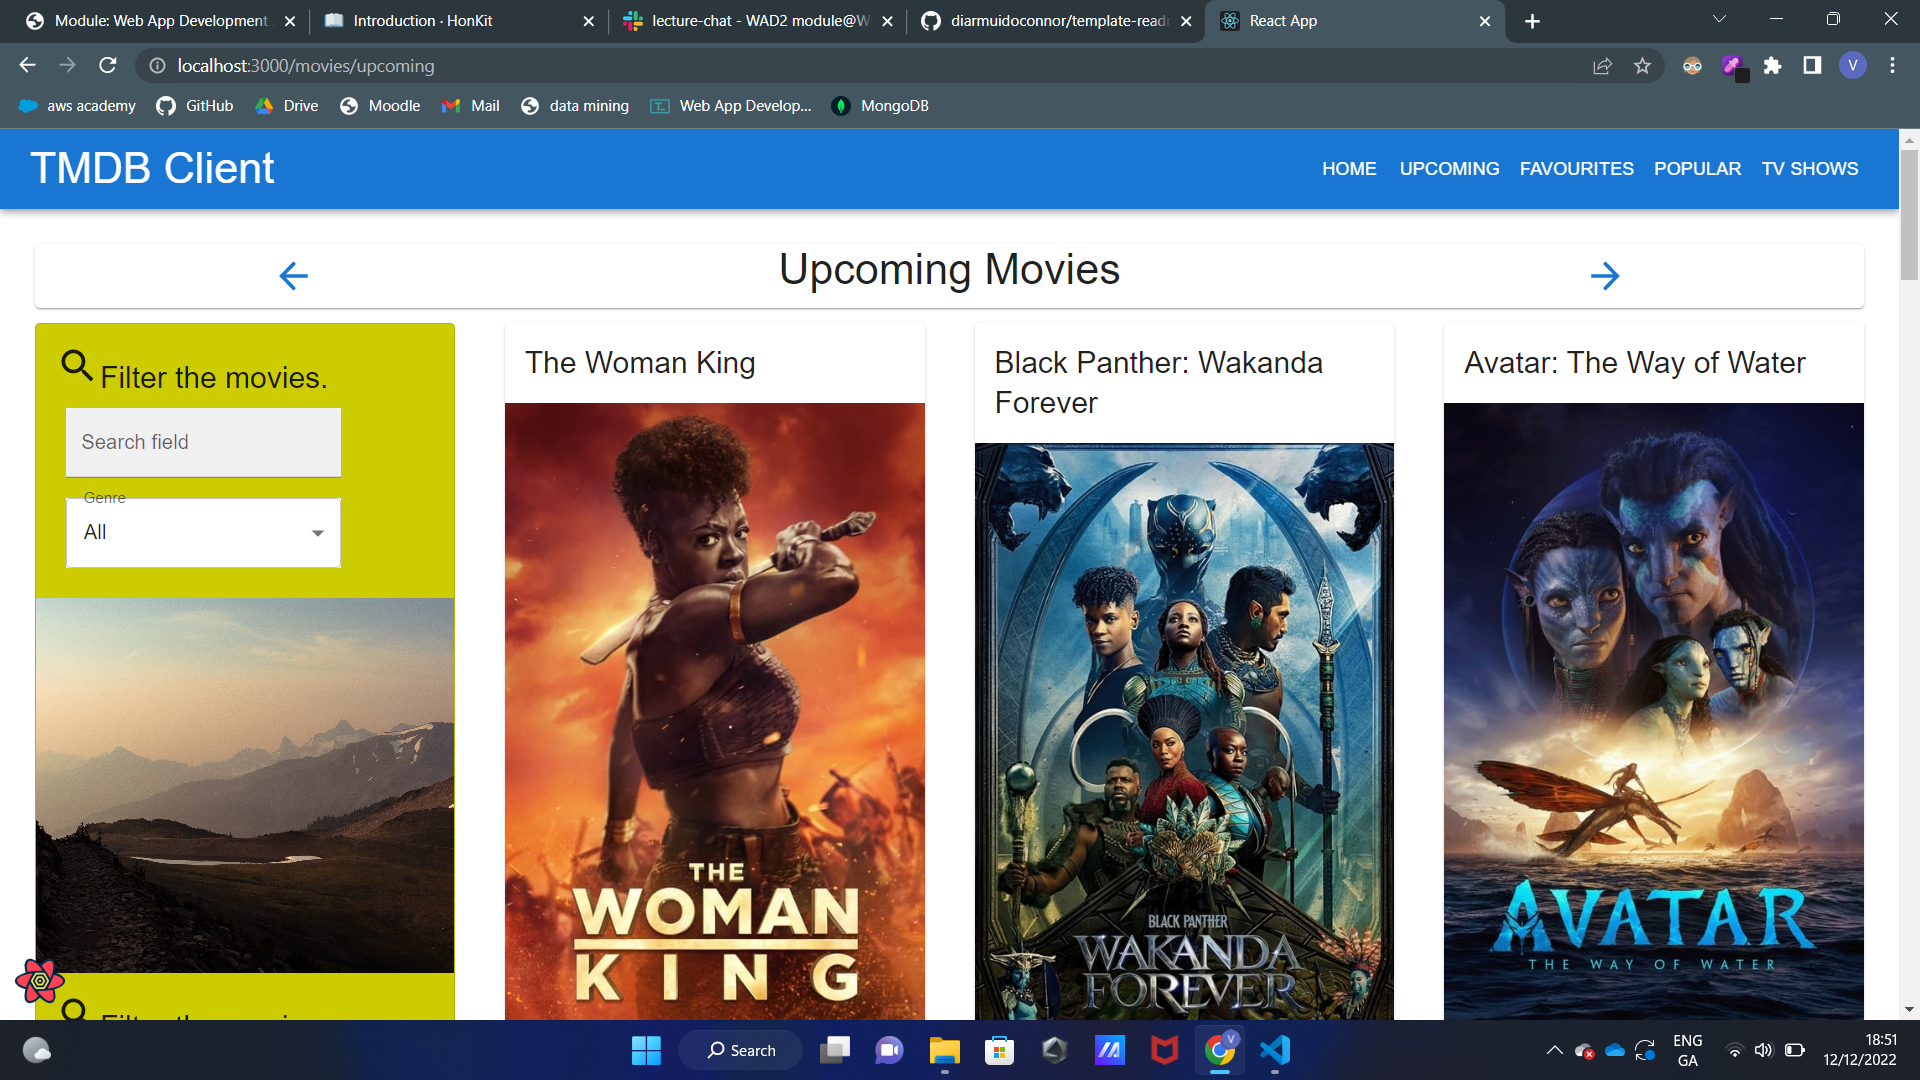 Module: Web App Development
Introduction · HonKit
lecture-chat - WAD2 module@W
diarmuidoconnor/template-readr
React App
localhost:3000/movies/upcoming
V
aws academy
GitHub
Drive
Moodle
Mail
data mining
Web App Develop...
MongoDB
TMDB Client
HOME
UPCOMING
FAVOURITES
POPULAR
TV SHOWS
Upcoming Movies
Filter the movies.
Search field
Genre
All
The Woman King
THE
WOMAN
KING
Black Panther: Wakanda
Forever
BLACK PANTHER
WAKANDA
FOREVER
Avatar: The Way of Water
AVATAR
THE WAY OF WATER
Search
V
ENG
GA
18:51
12/12/2022